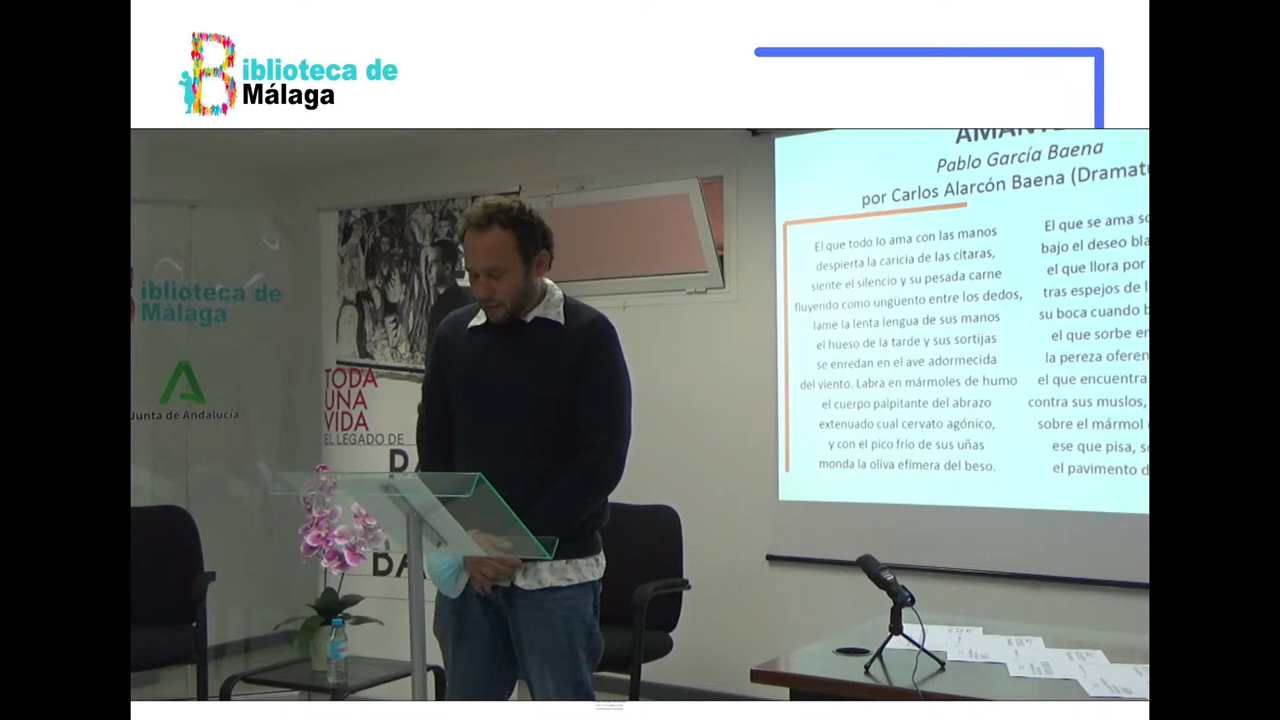 Biblioteca de
Málaga
iblioteca de
Málaga
Junta de Andalucía
TODA
UNA
VIDA
EL LEGADO DE
Pablo García Baena
por Carlos Alarcón Baena
El que todo lo ama con las manos
despierta la caricia de las cítaras,
siente el silencio y su pesada carne
fluyendo como ungüento entre los dedos,
lame la lenta lengua de sus manos
el hueso de la tarde y sus sortijas
se enredan en el ave adormecida
del viento. Labra en mármoles de humo
el cuerpo palpitante del abrazo
extenuado cual cervato agónico,
y con el pico frío de sus uñas
monda la oliva efímera del beso.
El que se ama
bajo el deseo
el que llora por
tras espejos de
su boca cuando
el que sorbe
la pereza
el que encuentra
contra sus muslos,
sobre el mármol
ese que pisa,
el pavimento